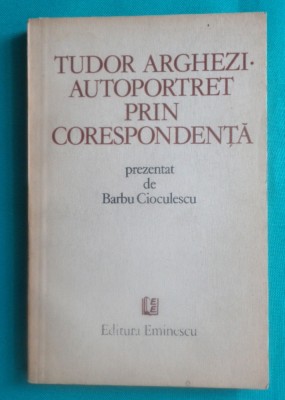 TUDOR ARGHEZI·
AUTOPORTRET
PRIN
CORESPONDENȚĂ
prezentat
de
Barbu Cioculescu
Editura Eminescu